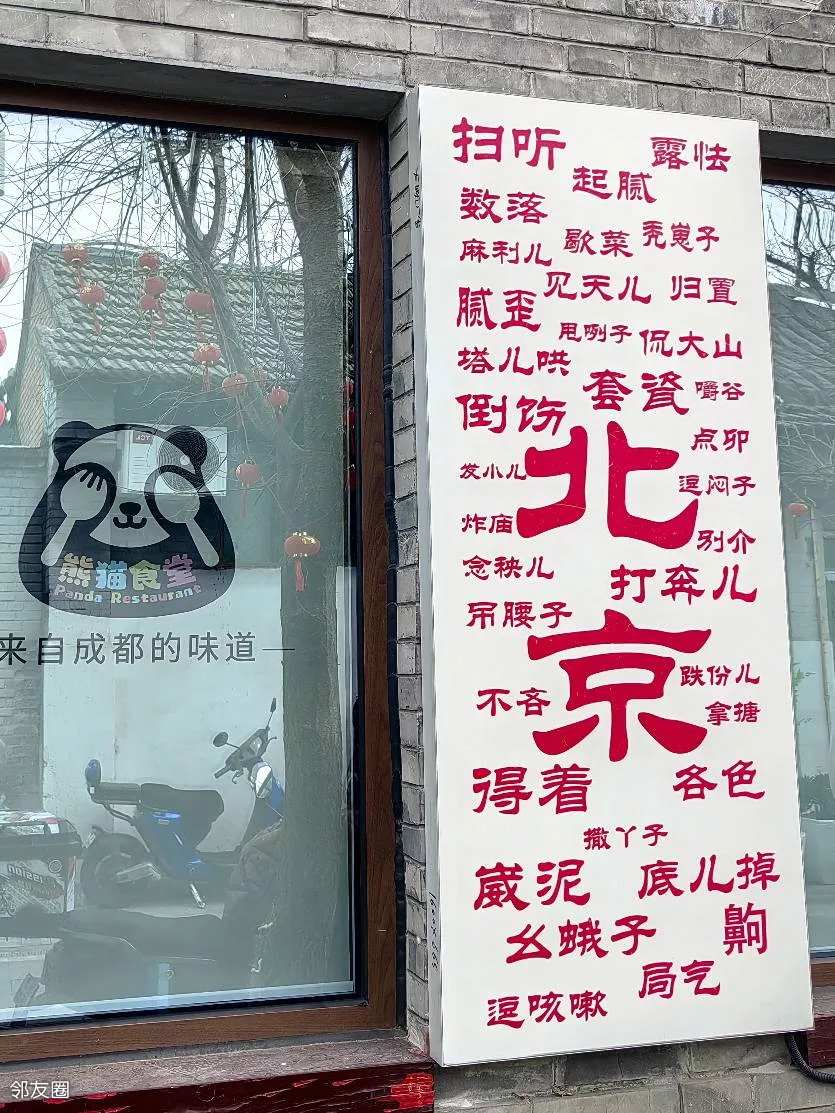 扫听
露怯
起腻
数落
麻利儿
歇菜
秃崽子
见天儿
归置
腻歪
甩咧子
侃大山
塔儿哄
套瓷
嚼谷
倒饬
点卯
发小儿
北
逗闷子
炸庙
别介
念秧儿
打奔儿
吊腰子
京
跌份儿
不吝
拿搪
得着
各色
撒丫子
崴泥
底儿掉
幺蛾子
齁
局气
逗咳嗽
熊猫食堂
Panda Restaurant
来自成都的味道—
TCL
邻友圈